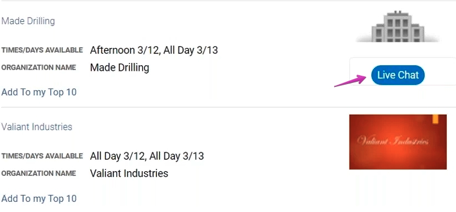 Made Drilling
TIMES/DAYS AVAILABLE Afternoon 3/12, All Day 3/13
ORGANIZATION NAME Made Drilling
Live Chat
Add To my Top 10
Valiant Industries
Valiant Industries
TIMES/DAYS AVAILABLE All Day 3/12, All Day 3/13
ORGANIZATION NAME Valiant Industries
Add To my Top 10